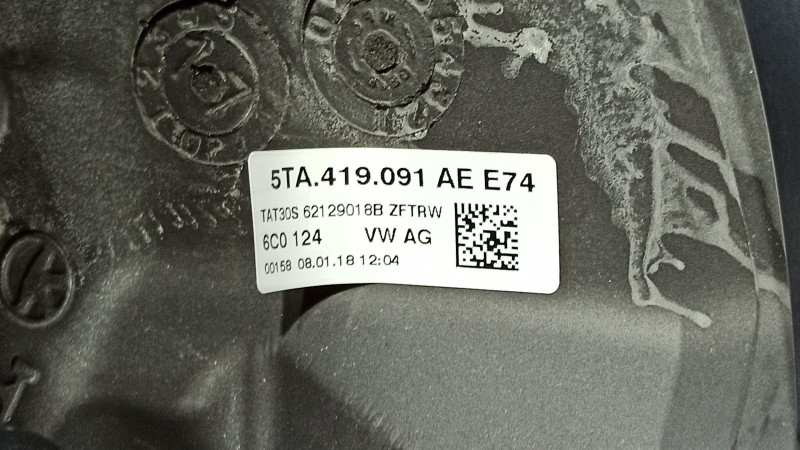 5TA.419.091 AE E74
TAT30S 62129018B ZFTRW
6C0 124 VW AG
00158 08.01.18 12:04